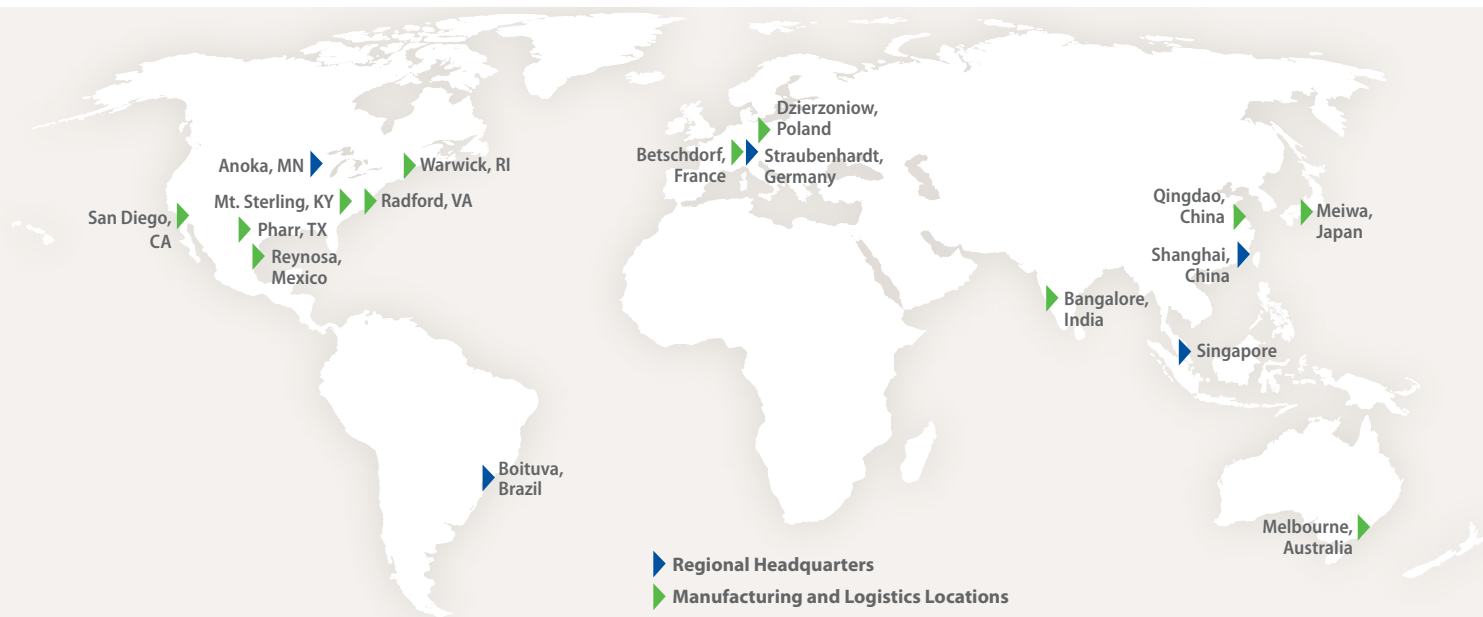 Anoka, MN
Warwick, RI
Mt. Sterling, KY
Radford, VA
San Diego,
CA
Pharr, TX
Reynosa,
Mexico
Boituva,
Brazil
Dzierzoniow,
Poland
Betschdorf,
France
Straubenhardt,
Germany
Qingdao,
China
Meiwa,
Japan
Shanghai,
China
Bangalore,
India
Singapore
Melbourne,
Australia
Regional Headquarters
Manufacturing and Logistics Locations